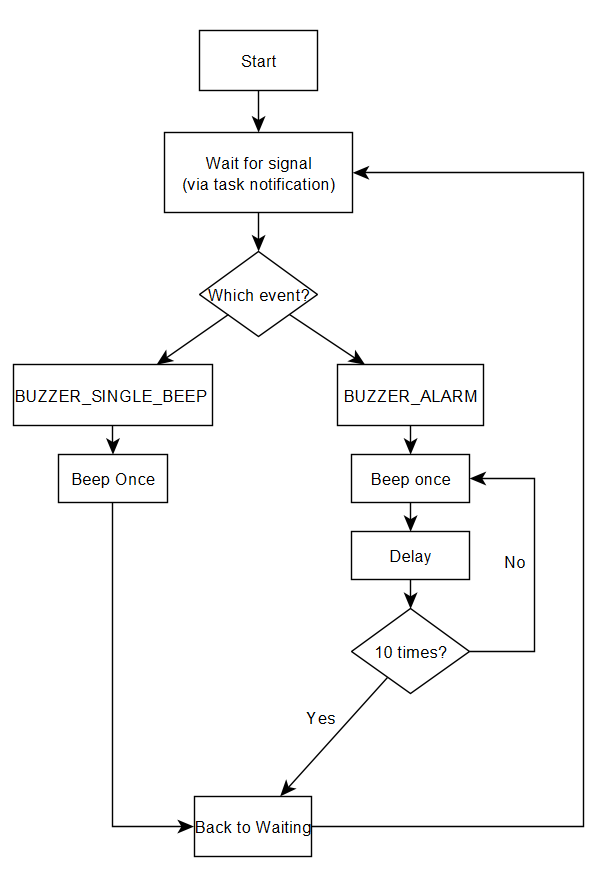 Start
Wait for signal
(via task notification)
Which event?
BUZZER_SINGLE_BEEP
BUZZER_ALARM
Beep Once
Beep once
Delay
No
10 times?
Yes
Back to Waiting